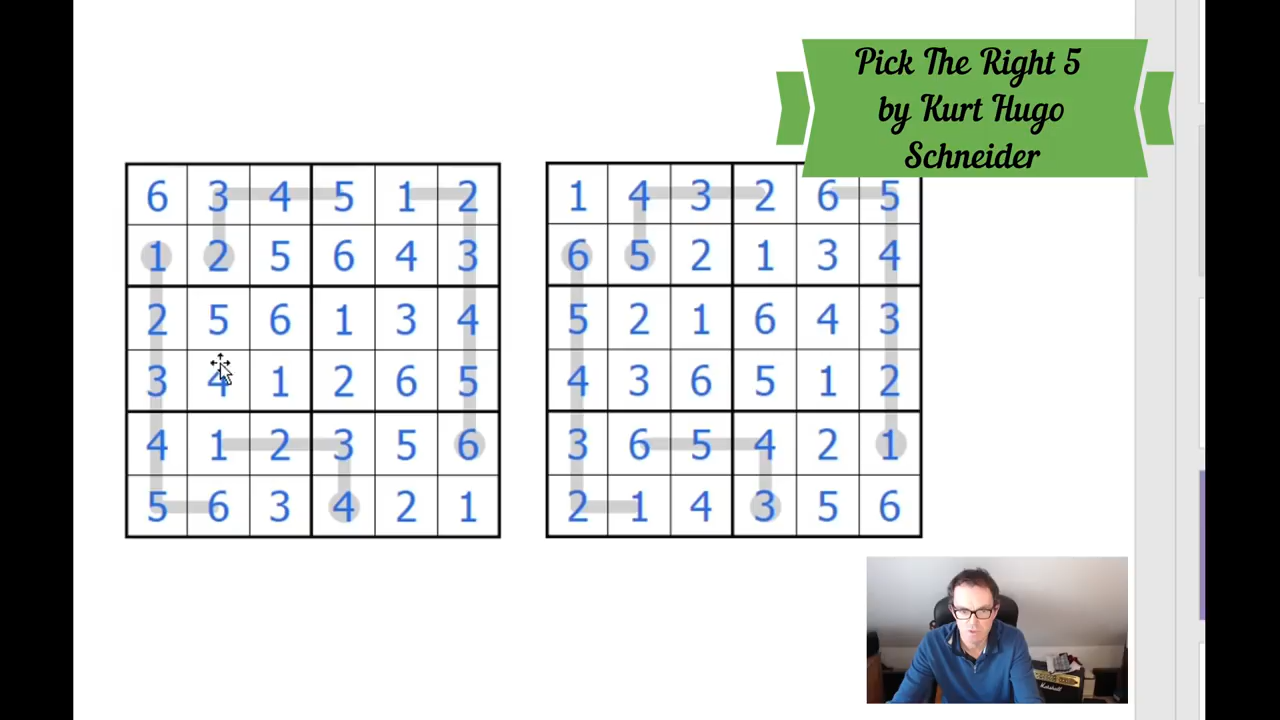 Pick The Right 5
by Kurt Hugo
Schneider
6 3 4 5 1 2
1 2 5 6 4 3
2 5 6 1 3 4
3 4 1 2 6 5
4 1 2 3 5 6
5 6 3 4 2 1
1 4 3 2 6 5
6 5 2 1 3 4
5 2 1 6 4 3
4 3 6 5 1 2
3 6 5 4 2 1
2 1 4 3 5 6
Marshall